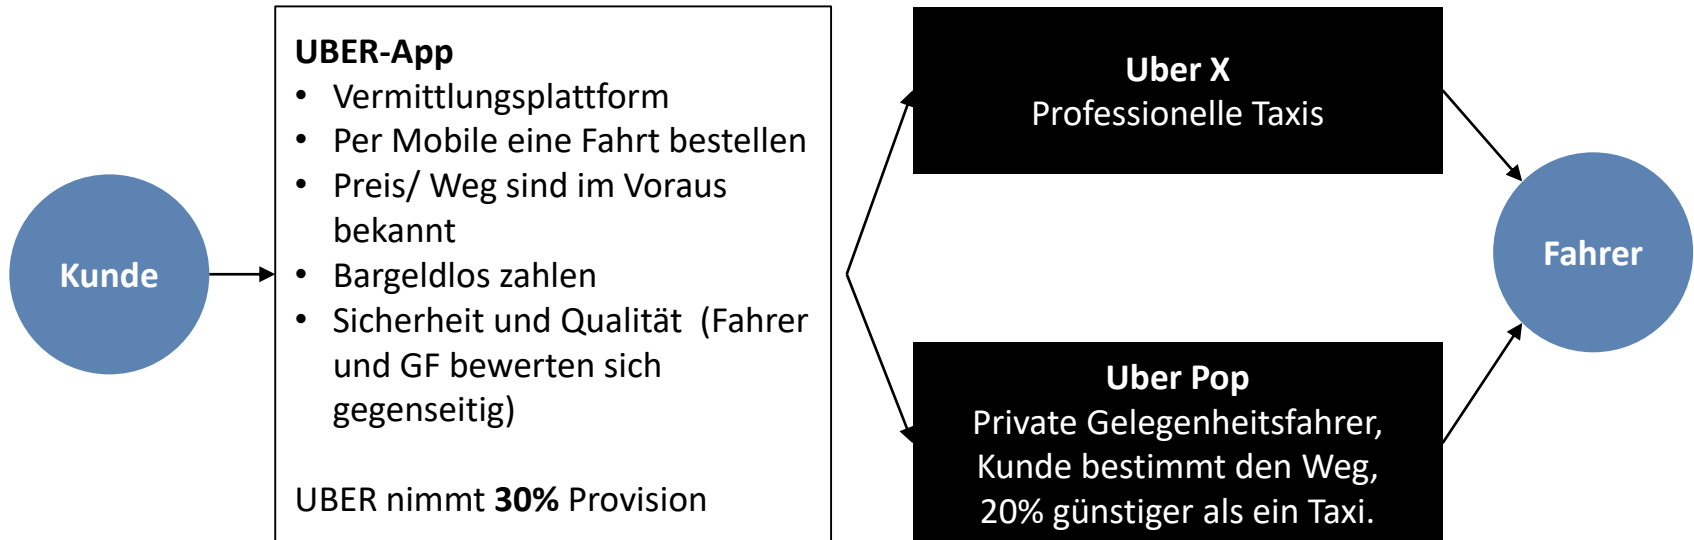 Kunde
UBER-App
• Vermittlungsplattform
• Per Mobile eine Fahrt bestellen
• Preis/ Weg sind im Voraus
bekannt
• Bargeldlos zahlen
• Sicherheit und Qualität  (Fahrer
und GF bewerten sich
gegenseitig)
UBER nimmt 30% Provision
Uber X
Professionelle Taxis
Uber Pop
Private Gelegenheitsfahrer,
Kunde bestimmt den Weg,
20% günstiger als ein Taxi.
Fahrer